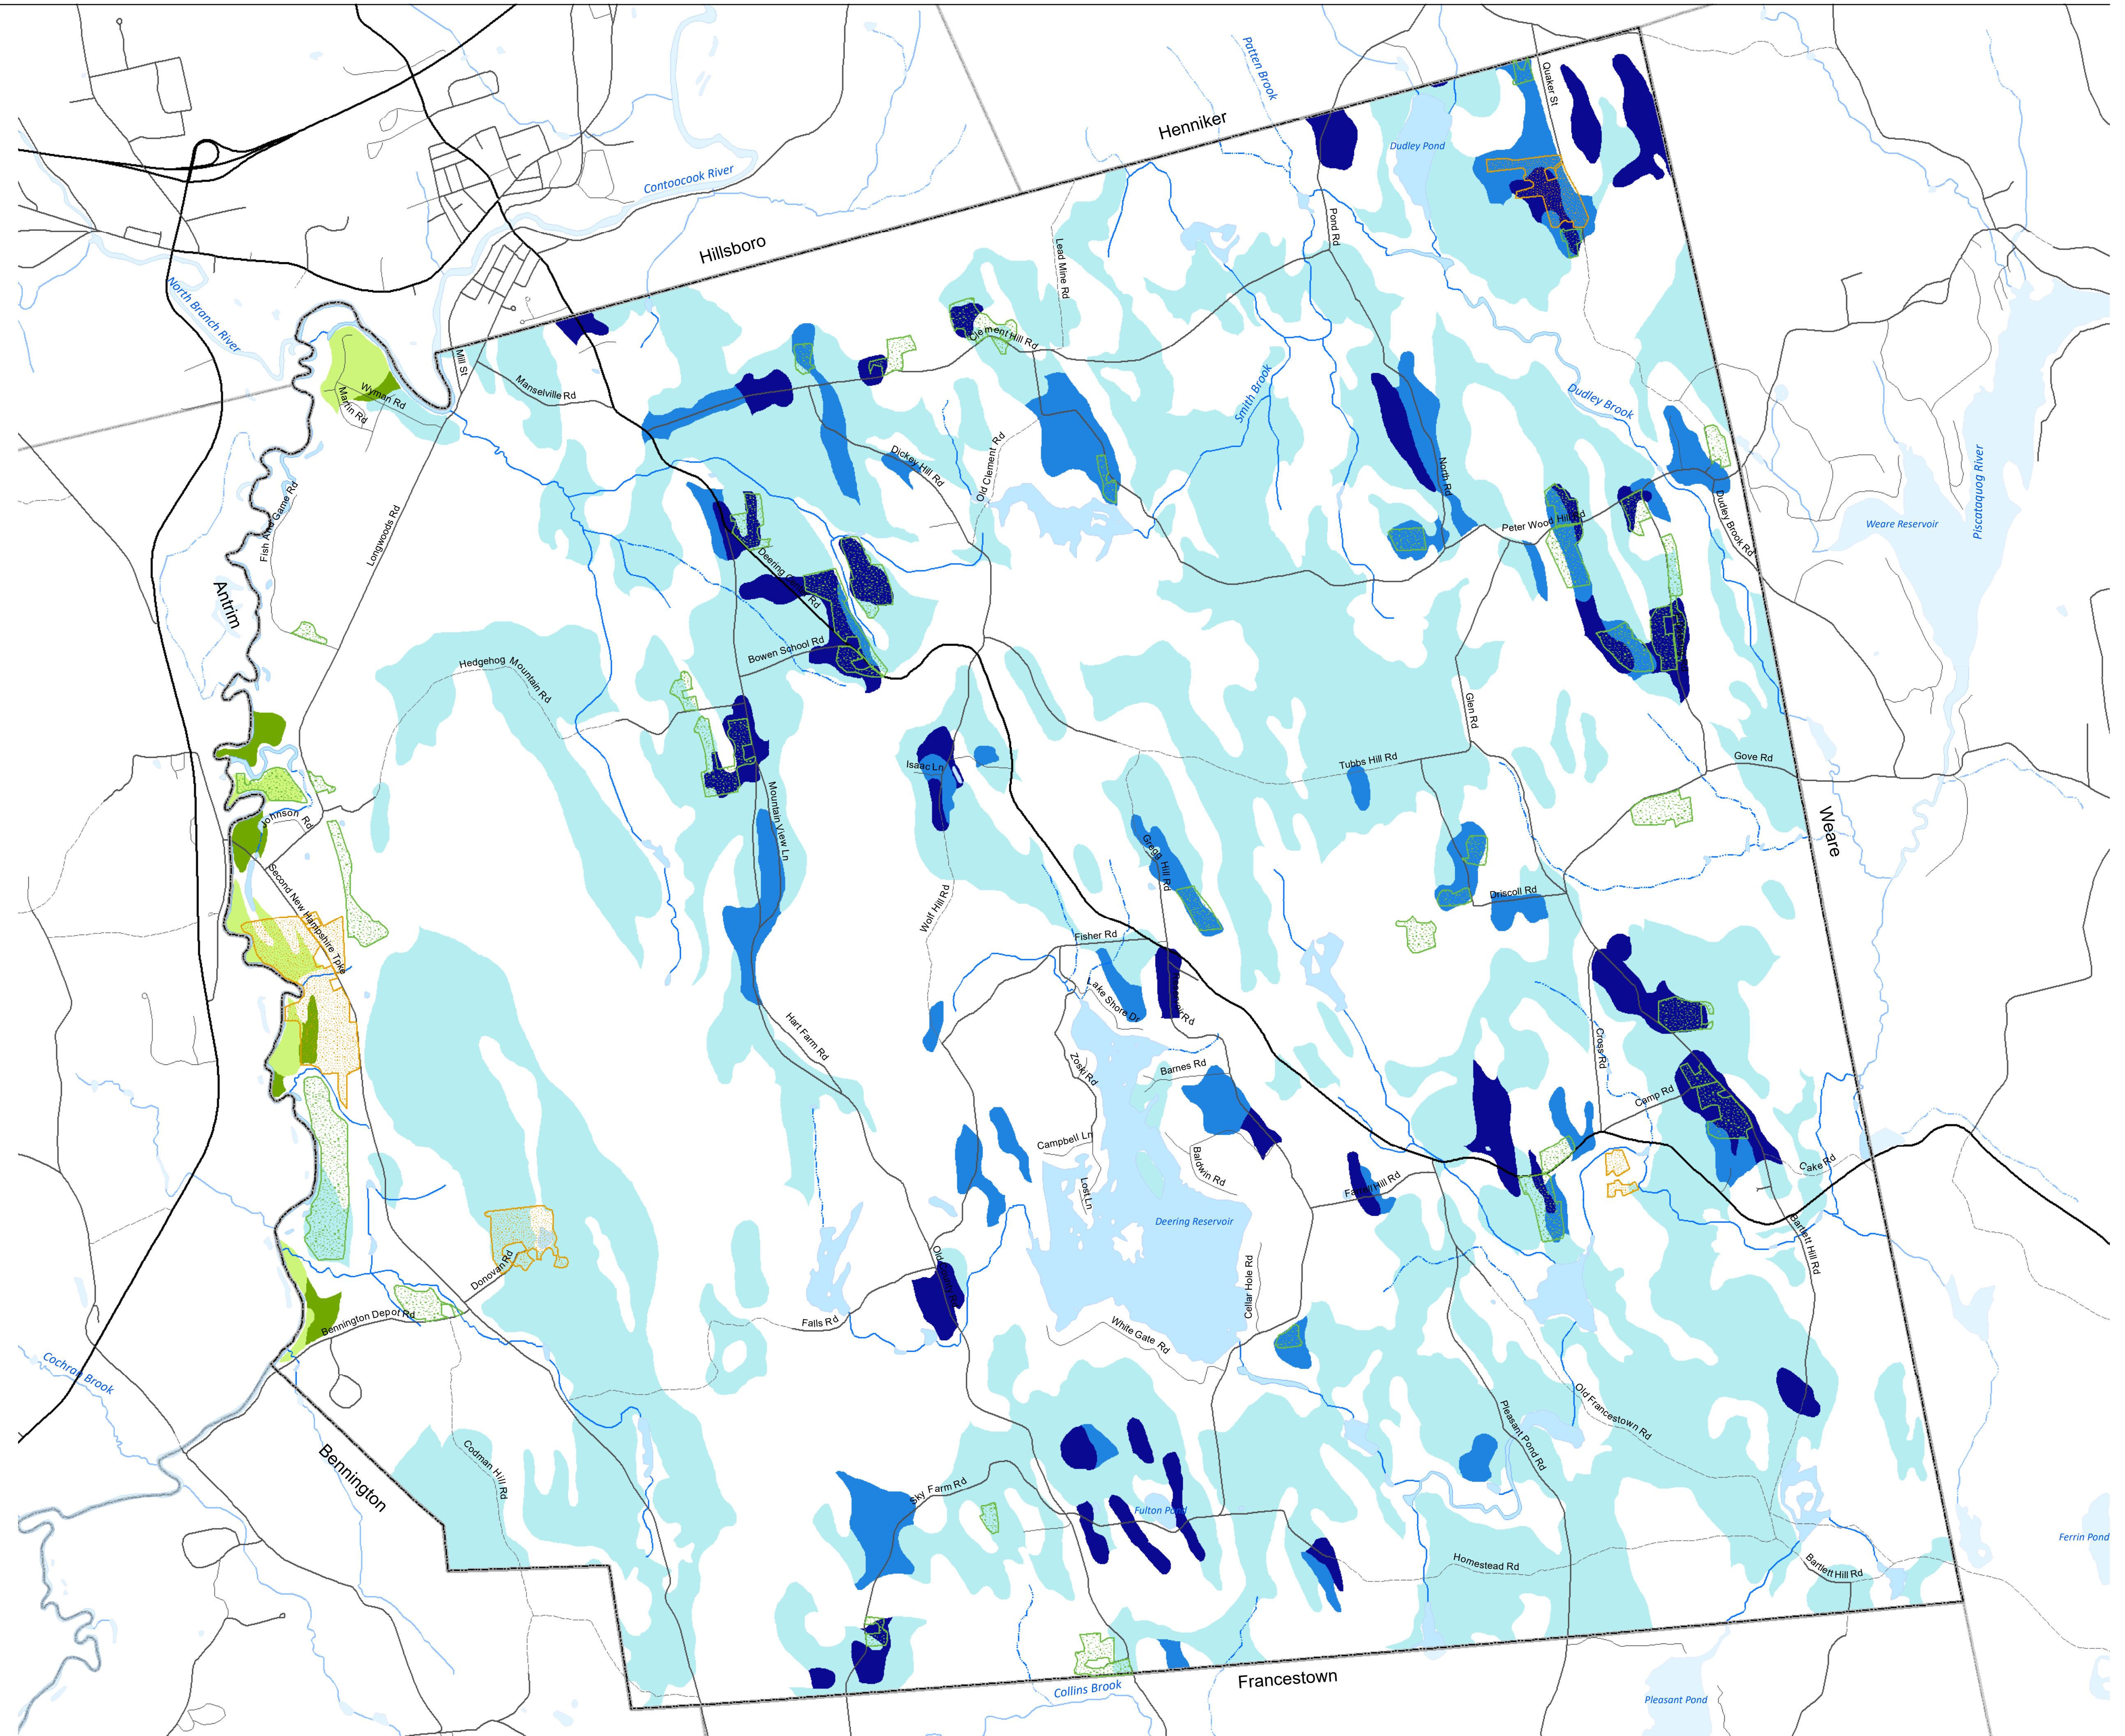 Patten Brook
Quaker St
Henniker
Dudley Pond
Contoocook River
Pond Rd
Hillsboro
Lead Mine Rd
North Branch River
Clement Hill Rd
Mill St
Manselville Rd
Wyman Rd
Martin Rd
Smith Brook
Dudley Brook
Dickey Hill Rd
Old Clement Rd
North Rd
Piscataquog River
Fish And Game Rd
Longwoods Rd
Peter Wood Hill Rd
Dudley Brook Rd
Weare Reservoir
Antrim
Deering
Rd
Bowen School Rd
Hedgehog Mountain Rd
Glen Rd
Isaac Ln
Tubbs Hill Rd
Gove Rd
Mountain View Ln
Johnson Rd
Weare
Gregg Hill Rd
Second New Hampshire Tpke
Wolf Hill Rd
Driscoll Rd
Fisher Rd
Lake Shore Dr
Rd
Hart Farm Rd
Zoski Rd
Barnes Rd
Cross Rd
Camp Rd
Campbell Ln
Baldwin Rd
Cake Rd
Farrell Hill Rd
Lost Ln
Deering Reservoir
Bartlett Hill Rd
Donovan Rd
Old
Cellar Hole Rd
Bennington Depot Rd
Falls Rd
White Gate Rd
Cochran Brook
Old Francestown Rd
Pleasant Pond Rd
Bennington
Codman Hill Rd
Sky Farm Rd
Fulton Pond
Ferrin Pond
Homestead Rd
Bartlett Hill Rd
Francestown
Collins Brook
Pleasant Pond